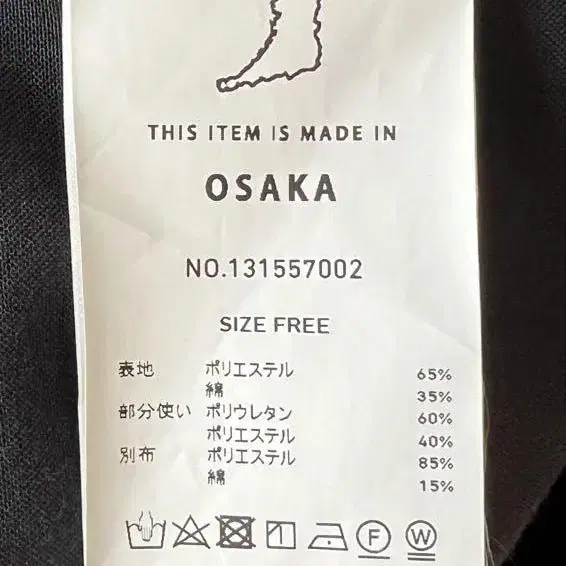 THIS ITEM IS MADE IN
OSAKA
NO.131557002
SIZE FREE
表地 ポリエステル 65%
綿 35%
部分使い ポリウレタン 60%
ポリエステル 40%
別布 ポリエステル 85%
綿 15%
F W